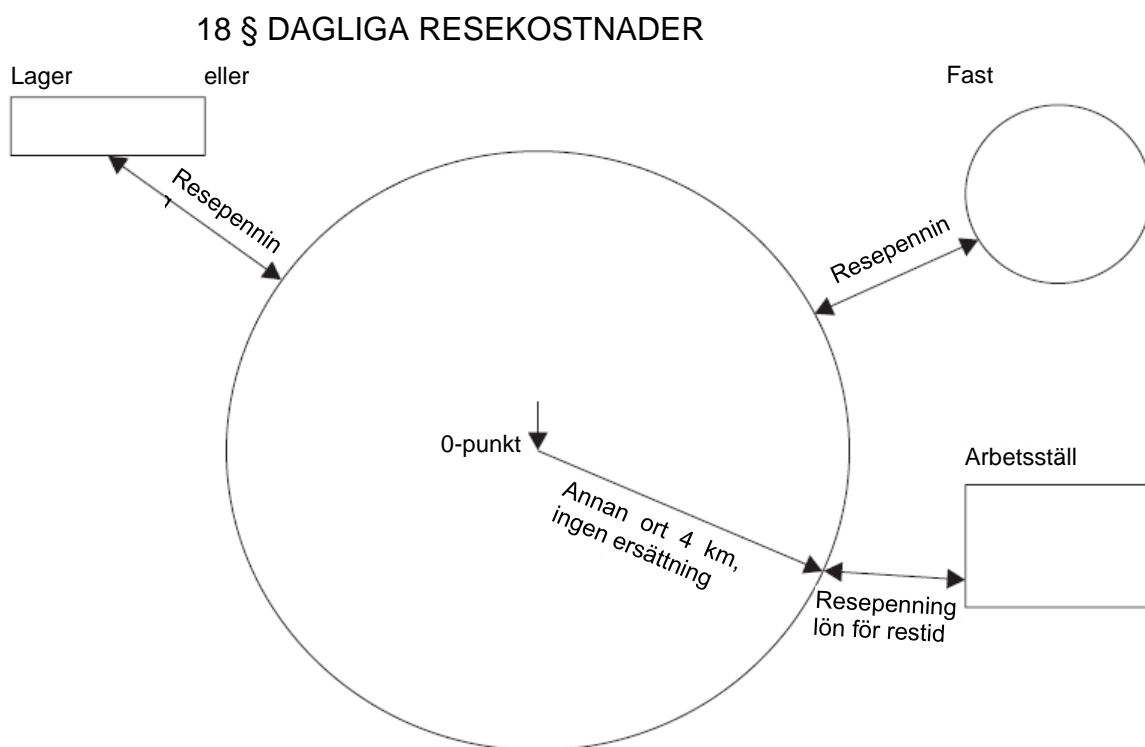 18 § DAGLIGA RESEKOSTNADER
Lager eller
Fast
Resepennin
Resepennin
0-punkt
Annan ort 4 km,
ingen ersättning
Arbetsställ
Resepenning
lön för restid